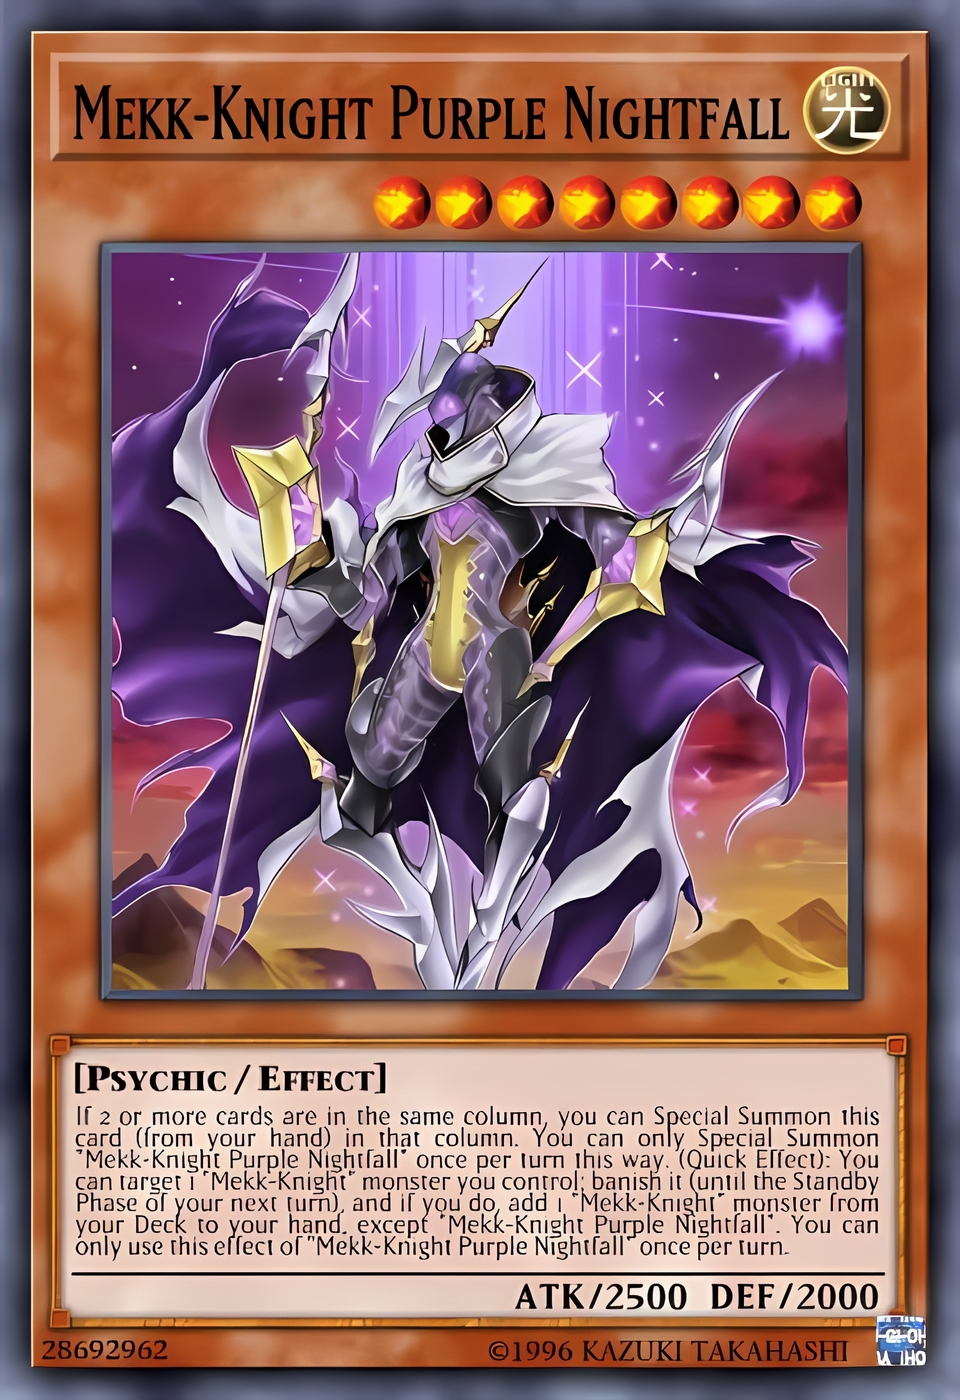 MEKK-KNIGHT PURPLE NIGHTFALL
光
[PSYCHIC / EFFECT]
If 2 or more cards are in the same column, you can Special Summon this
card (from your hand) in that column. You can only Special Summon
"Mekk-Knight Purple Nightfall" once per turn this way. (Quick Effect): You
can target 1 "Mekk-Knight" monster you control; banish it (until the Standby
Phase of your next turn), and if you do, add 1 "Mekk-Knight" monster from
your Deck to your hand, except "Mekk-Knight Purple Nightfall". You can
only use this effect of "Mekk-Knight Purple Nightfall" once per turn.
ATK/2500 DEF/2000
28692962
©1996 KAZUKI TAKAHASHI